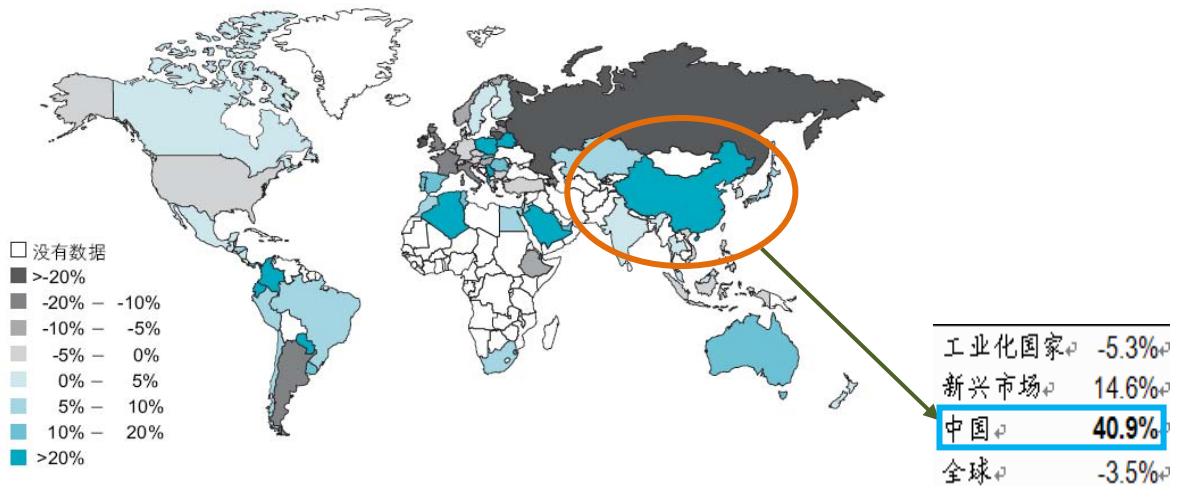 没有数据
>-20%
-20% — -10%
-10% — -5%
-5% — 0%
0% — 5%
5% — 10%
10% — 20%
>20%
工业化国家↵ -5.3%↵
新兴市场↵ 14.6%↵
中国↵ 40.9%↵
全球↵ -3.5%↵